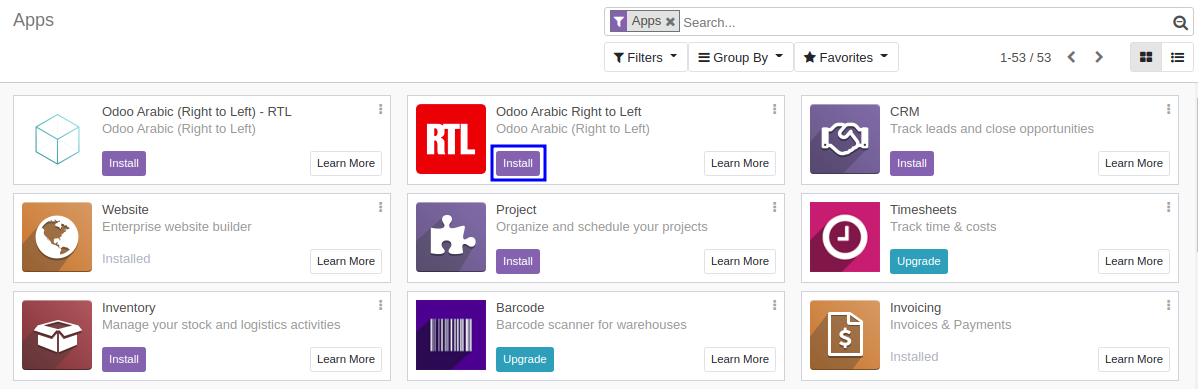 Apps
Apps Search...
Filters Group By Favorites 1-53 / 53
Odoo Arabic (Right to Left) - RTL
Odoo Arabic (Right to Left)
Install Learn More
RTL
Odoo Arabic Right to Left
Odoo Arabic (Right to Left)
Install Learn More
CRM
Track leads and close opportunities
Install Learn More
Website
Enterprise website builder
Installed Learn More
Project
Organize and schedule your projects
Install Learn More
Timesheets
Track time & costs
Upgrade Learn More
Inventory
Manage your stock and logistics activities
Install Learn More
Barcode
Barcode scanner for warehouses
Upgrade Learn More
$
Invoicing
Invoices & Payments
Installed Learn More